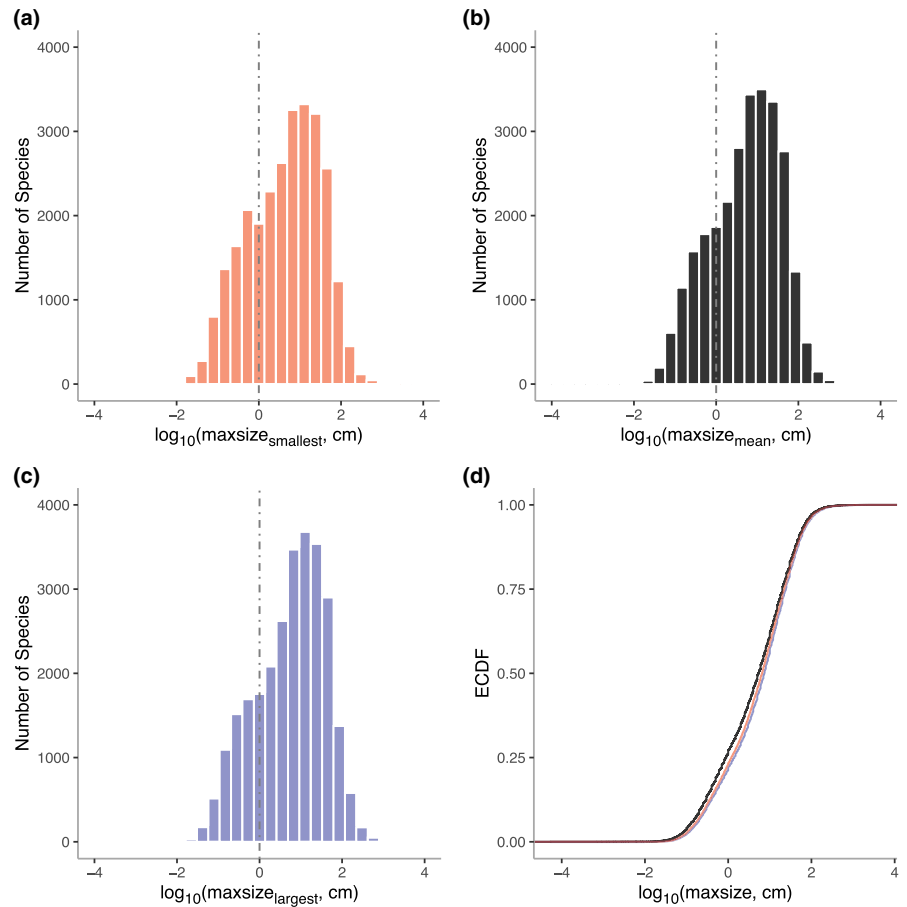 (a)
4000
3000
2000
1000
0
Number of Species
−4 −2 0 2 4
log10(maxsizesmallest, cm)
(b)
4000
3000
2000
1000
0
Number of Species
−4 −2 0 2 4
log10(maxsizemean, cm)
(c)
4000
3000
2000
1000
0
Number of Species
−4 −2 0 2 4
log10(maxsizelargest, cm)
(d)
1.00
0.75
0.50
0.25
0.00
ECDF
−4 −2 0 2 4
log10(maxsize, cm)